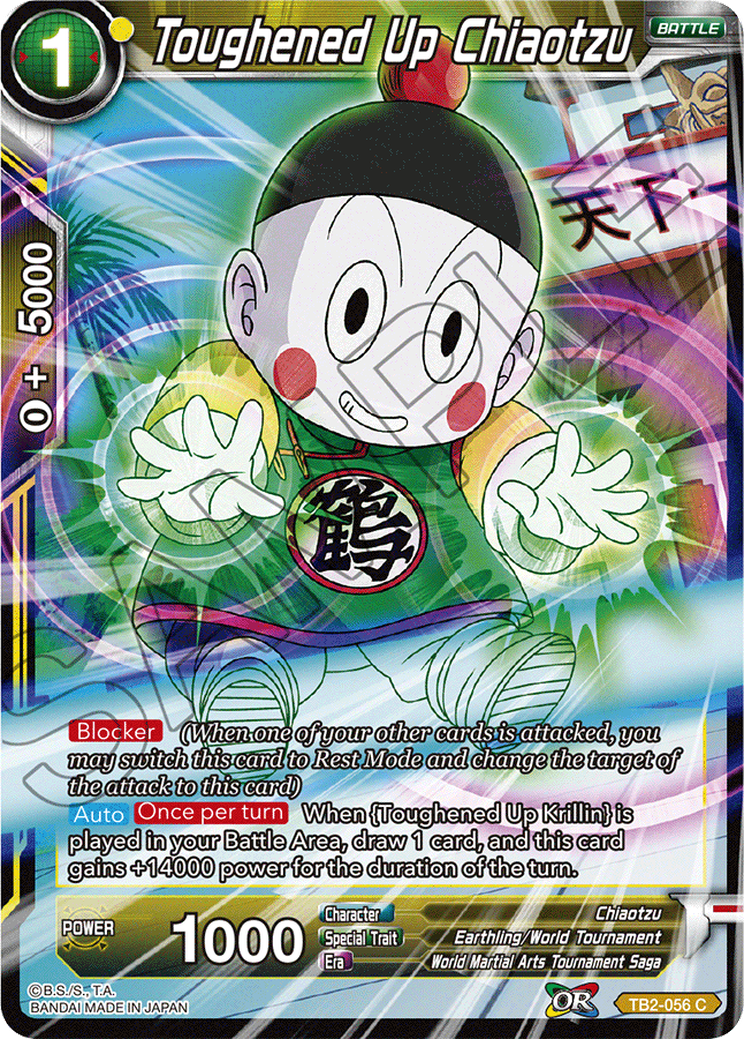 1
Toughened Up Chiaotzu
BATTLE
天下
0 + 5000
鶴
SAMPLE
Blocker (When one of your other cards is attacked, you
may switch this card to Rest Mode and change the target of
the attack to this card)
Auto Once per turn When {Toughened Up Krillin} is
played in your Battle Area, draw 1 card, and this card
gains +14000 power for the duration of the turn.
POWER 1000
Character Chiaotzu
Special Trait Earthling/World Tournament
Era World Martial Arts Tournament Saga
©B.S./S., T.A.
BANDAI MADE IN JAPAN
OR
TB2-056 C